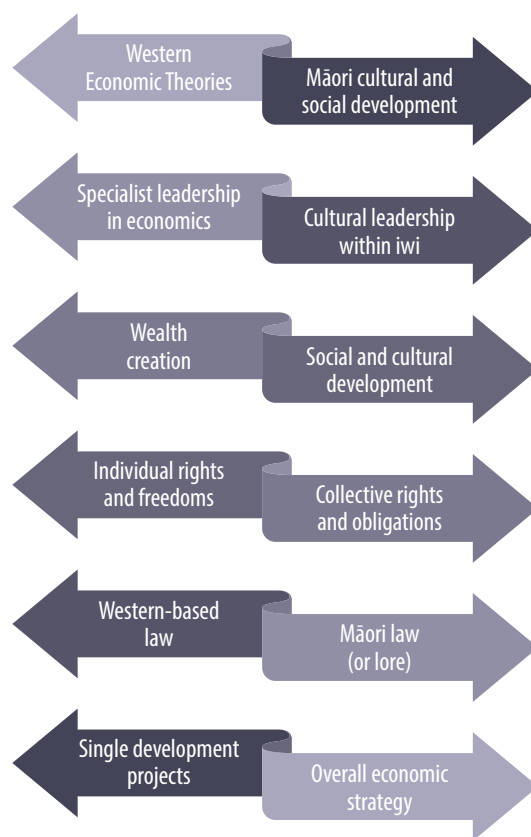 Western
Economic Theories
Māori cultural and
social development
Specialist leadership
in economics
Cultural leadership
within iwi
Wealth
creation
Social and cultural
development
Individual rights
and freedoms
Collective rights
and obligations
Western-based
law
Māori law
(or lore)
Single development
projects
Overall economic
strategy